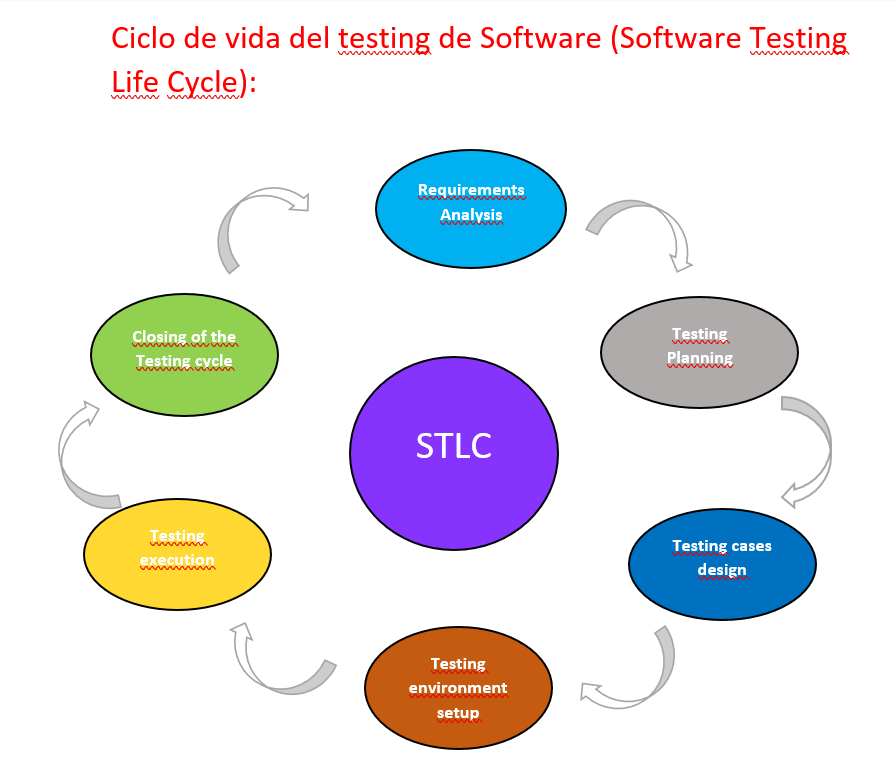 Ciclo de vida del testing de Software (Software Testing
Life Cycle):
Requirements
Analysis
Testing
Planning
Testing cases
design
Testing
environment
setup
Testing
execution
Closing of the
Testing cycle
STLC